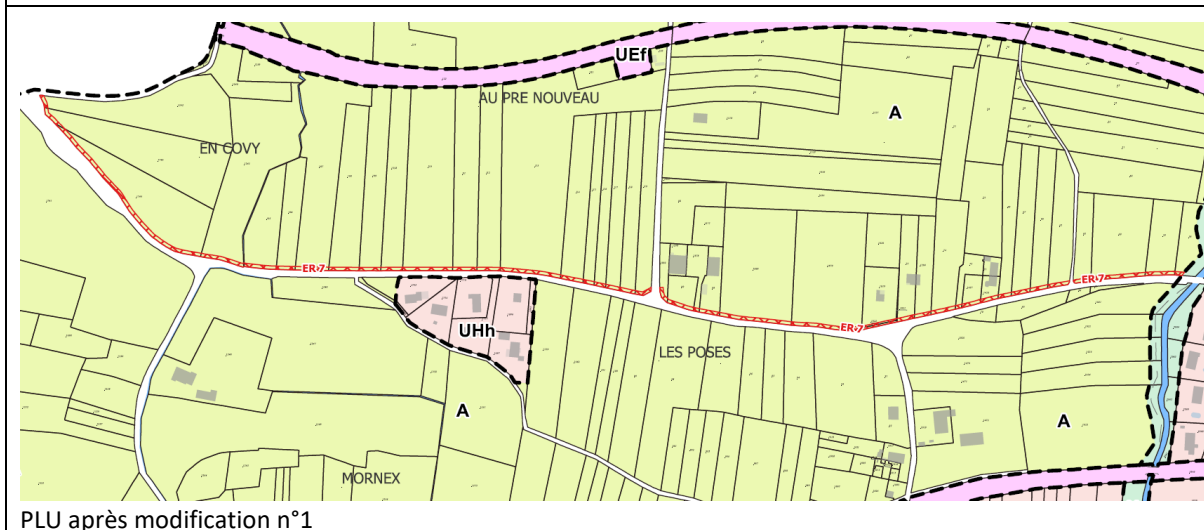 UEf
AU PRE NOUVEAU
A
EN COVY
ER 7
ER 7
UHh
ER 7
LES POSES
A
A
MORNEX
PLU après modification n°1